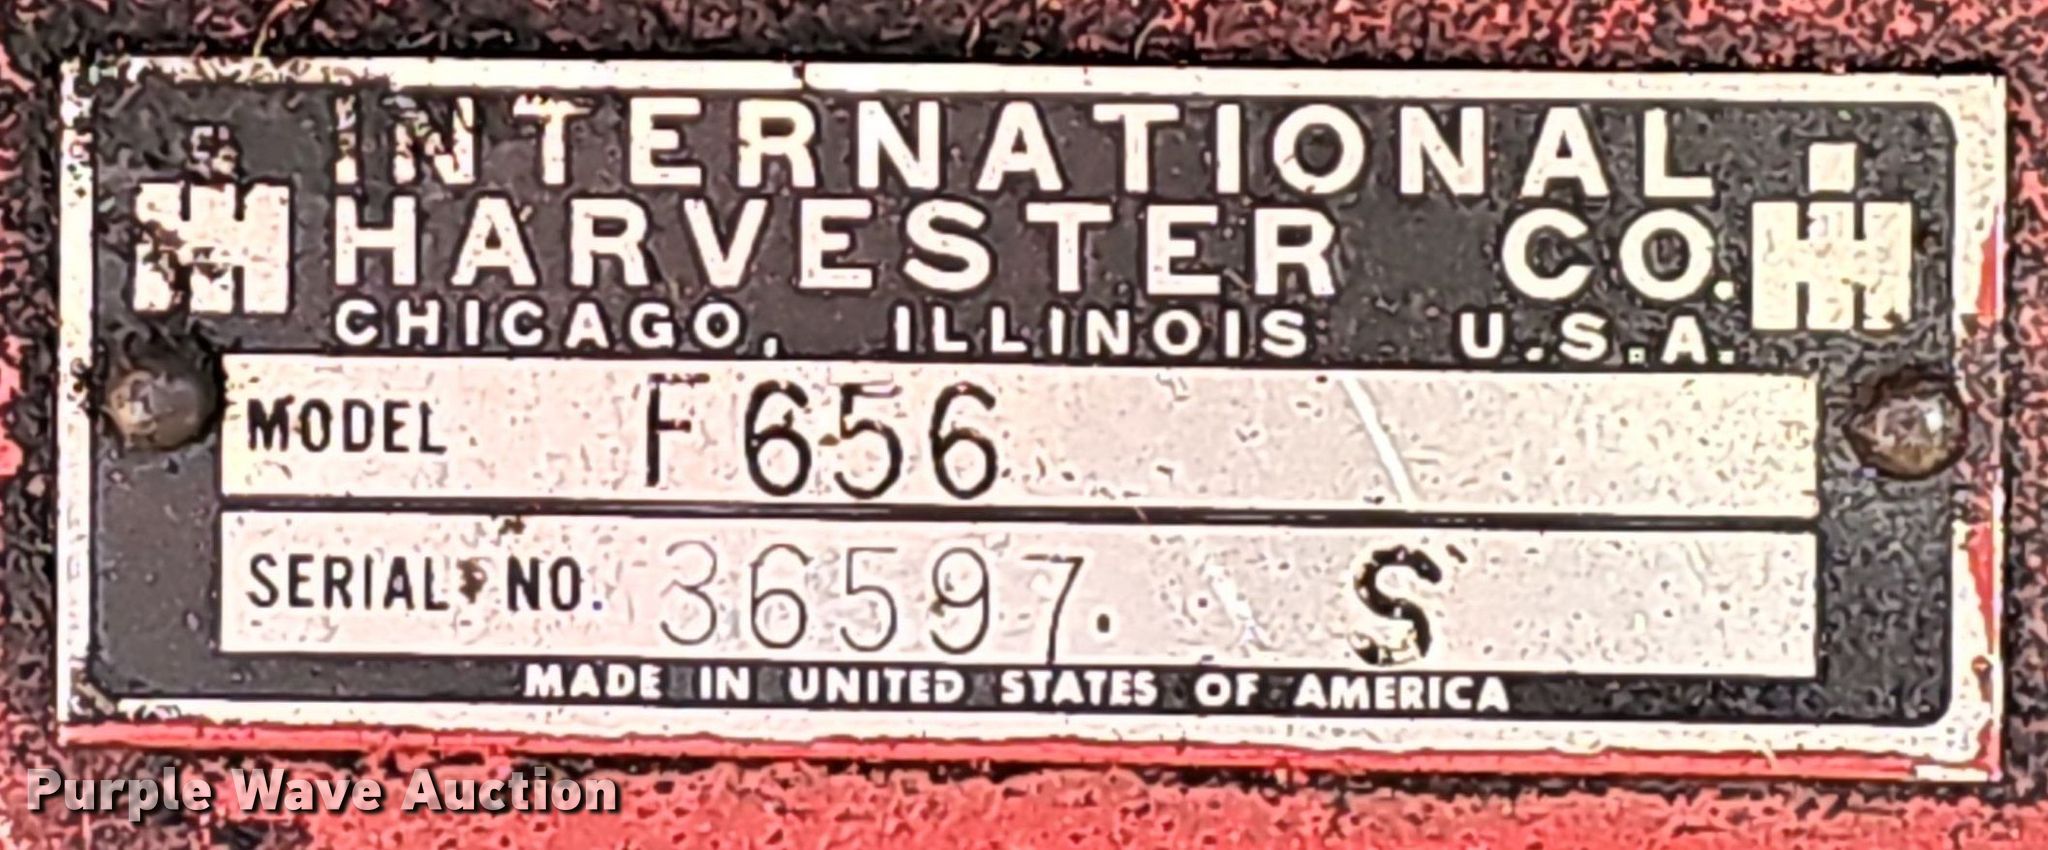 INTERNATIONAL
HARVESTER CO.
CHICAGO, ILLINOIS U.S.A.
MODEL F656
SERIAL NO. 36597. S
MADE IN UNITED STATES OF AMERICA
Purple Wave Auction